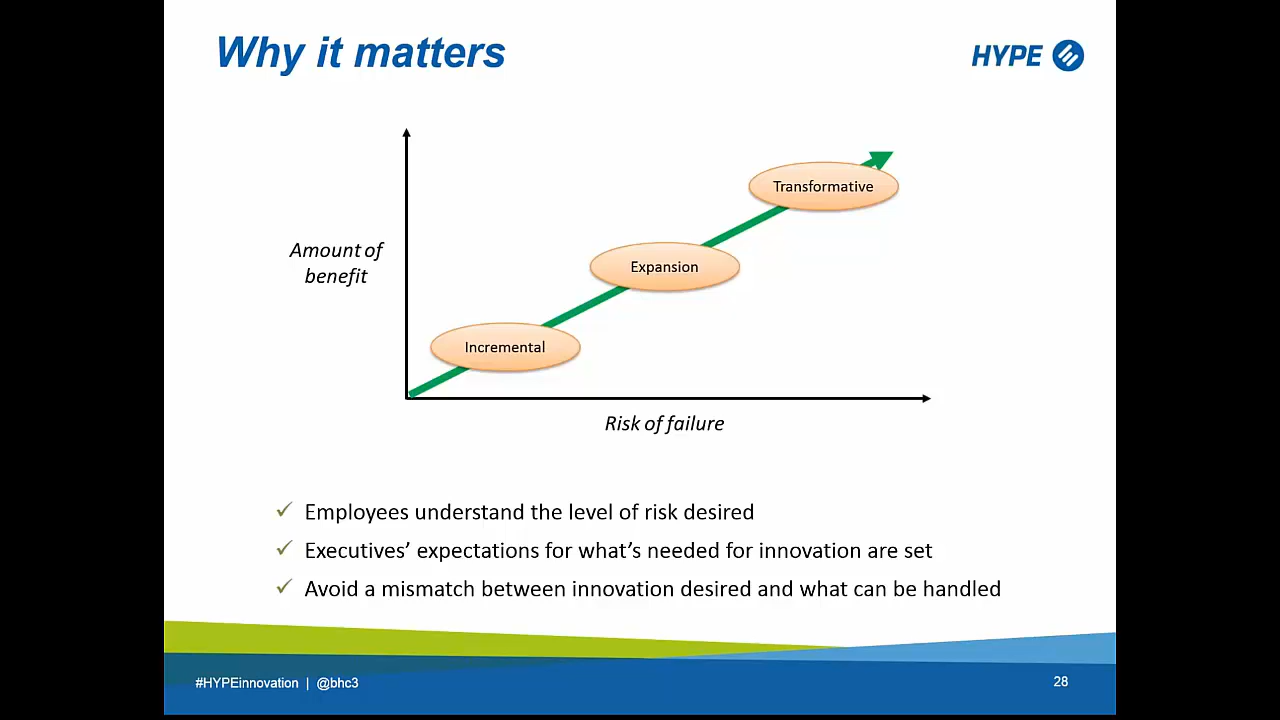 Why it matters
HYPE
Transformative
Amount of
benefit
Expansion
Incremental
Risk of failure
✓ Employees understand the level of risk desired
✓ Executives’ expectations for what’s needed for innovation are set
✓ Avoid a mismatch between innovation desired and what can be handled
#HYPEinnovation | @bhc3
28